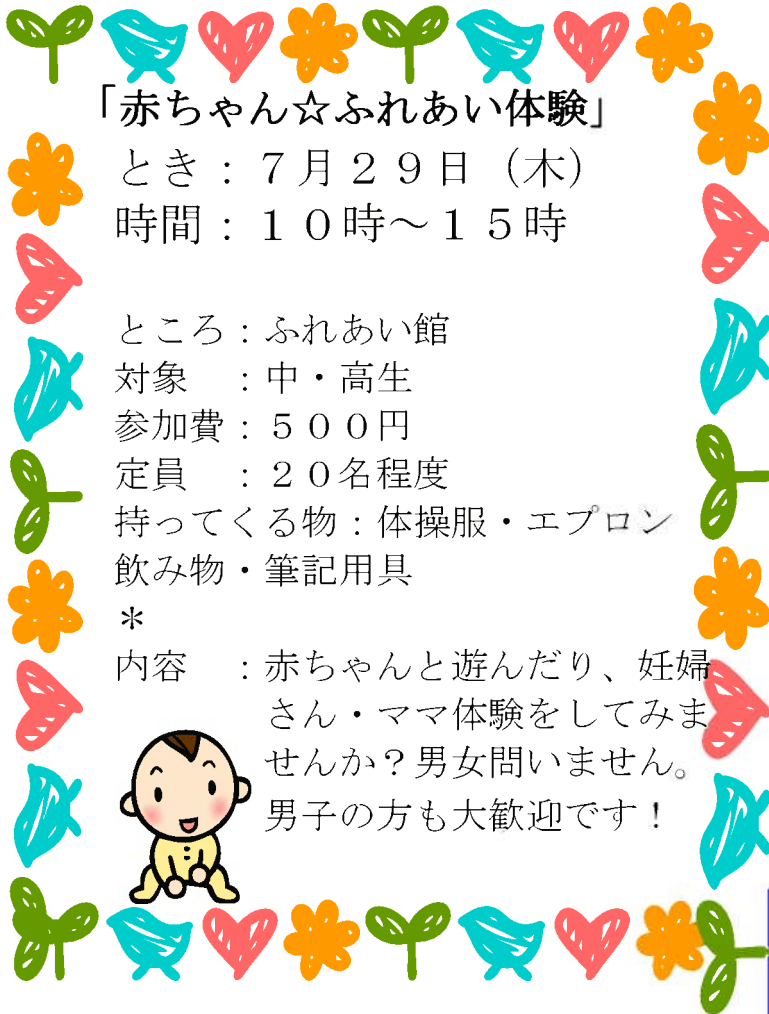 「赤ちゃん☆ふれあい体験」
とき：７月２９日（木）
時間：１０時～１５時
ところ：ふれあい館
対象　：中・高生
参加費：５００円
定員　：２０名程度
持ってくる物：体操服・エプロン
飲み物・筆記用具
＊
内容　：赤ちゃんと遊んだり、妊婦
さん・ママ体験をしてみま
せんか？男女問いません。
男子の方も大歓迎です！